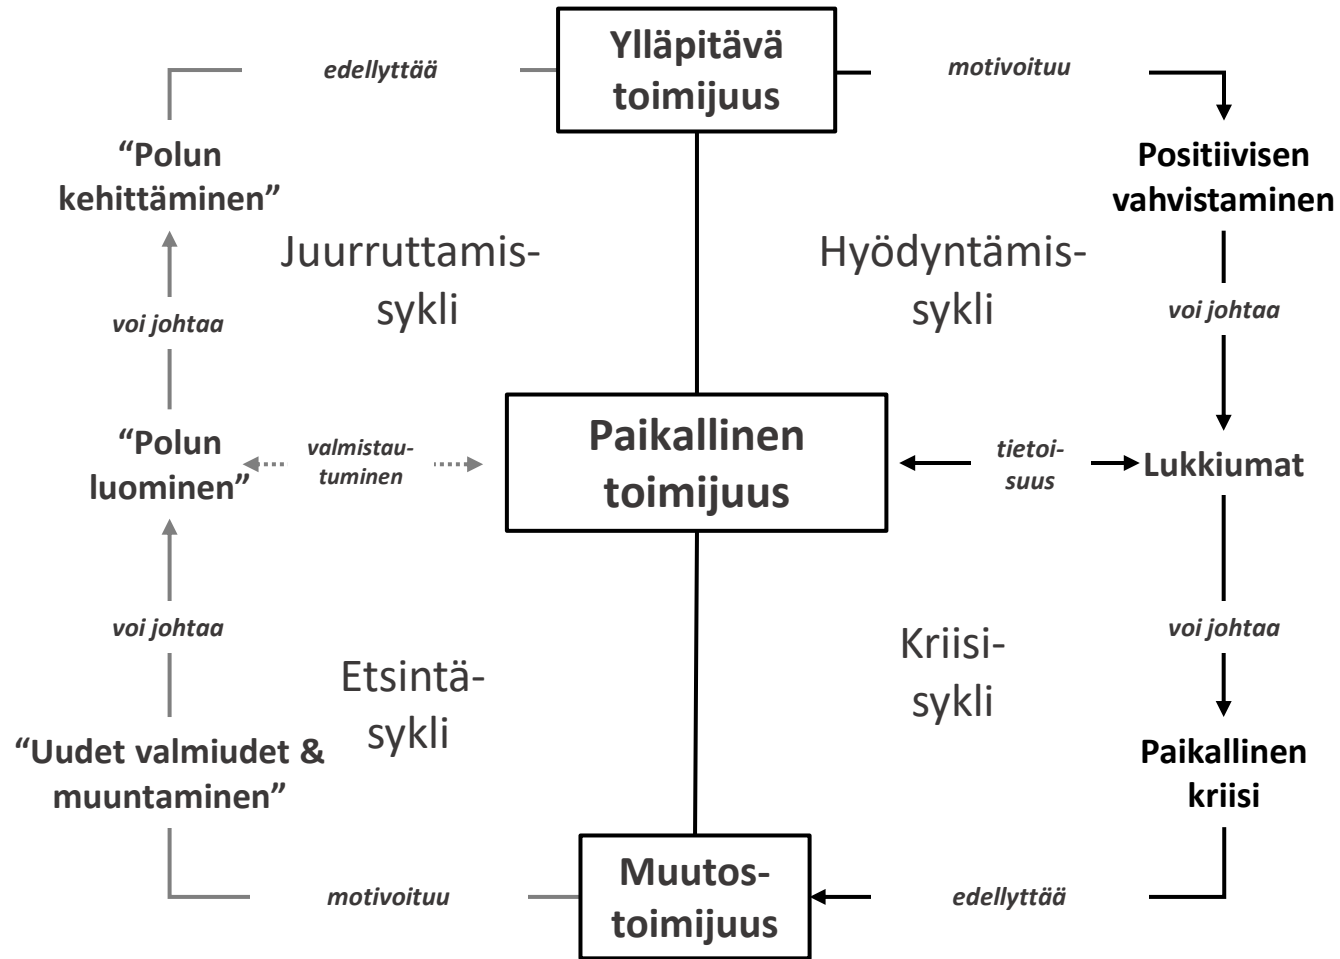 Ylläpitävä
toimijuus
edellyttää
motivoituu
“Polun
kehittäminen”
Positiivisen
vahvistaminen
Juurruttamis-
sykli
Hyödyntämis-
sykli
voi johtaa
voi johtaa
“Polun
luominen”
valmistau-
tuminen
Paikallinen
toimijuus
tietoi-
suus
Lukkiumat
voi johtaa
voi johtaa
Etsintä-
sykli
Kriisi-
sykli
“Uudet valmiudet &
muuntaminen”
Paikallinen
kriisi
motivoituu
Muutos-
toimijuus
edellyttää